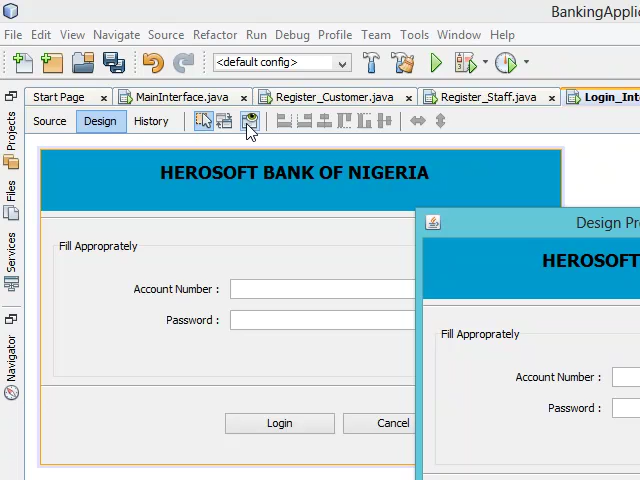 BankingApplic
File Edit View Navigate Source Refactor Run Debug Profile Team Tools Window Help
<default config>
Start Page MainInterface.java Register_Customer.java Register_Staff.java Login_Int
Source Design History
Projects
Files
Services
Navigator
HEROSOFT BANK OF NIGERIA
Fill Approprately
Account Number :
Password :
Login Cancel
Design Pr
HEROSOFT
Fill Approprately
Account Number :
Password :